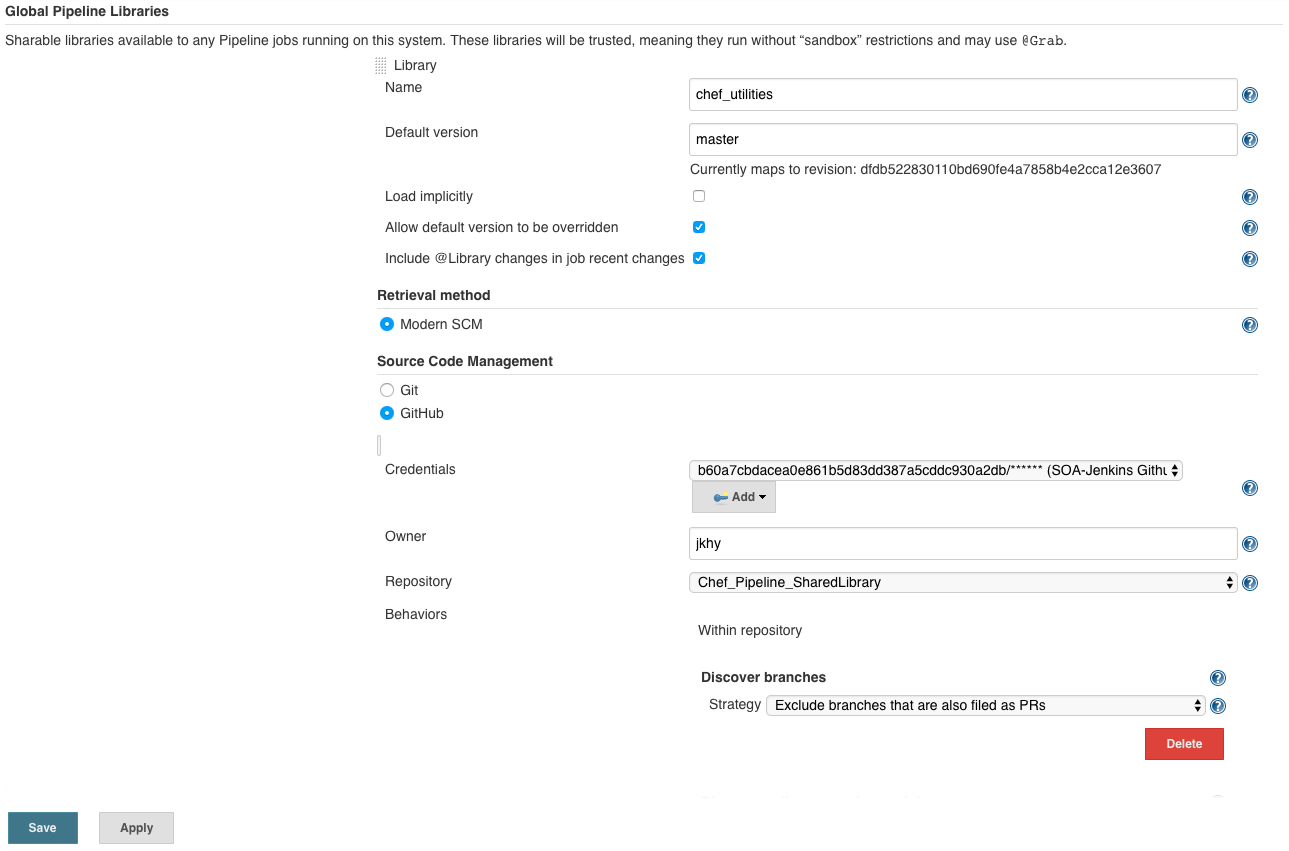 Global Pipeline Libraries
Sharable libraries available to any Pipeline jobs running on this system. These libraries will be trusted, meaning they run without “sandbox” restrictions and may use @Grab.
Library
Name
chef_utilities
Default version
master
Currently maps to revision: dfdb522830110bd690fe4a7858b4e2cca12e3607
Load implicitly
Allow default version to be overridden
Include @Library changes in job recent changes
Retrieval method
Modern SCM
Source Code Management
Git
GitHub
Credentials
b60a7cbdacea0e861b5d83dd387a5cddc930a2db/****** (SOA-Jenkins Githu
Add
Owner
jkhy
Repository
Chef_Pipeline_SharedLibrary
Behaviors
Within repository
Discover branches
Strategy
Exclude branches that are also filed as PRs
Delete
Save
Apply